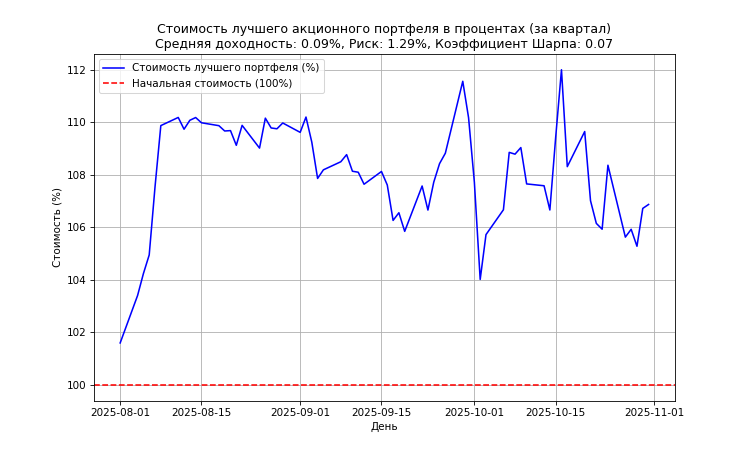 Стоимость лучшего акционного портфеля в процентах (за квартал)
Средняя доходность: 0.09%, Риск: 1.29%, Коэффициент Шарпа: 0.07
Стоимость лучшего портфеля (%)
Начальная стоимость (100%)
Стоимость (%)
112
110
108
106
104
102
100
2025-08-01
2025-08-15
2025-09-01
2025-09-15
2025-10-01
2025-10-15
2025-11-01
День